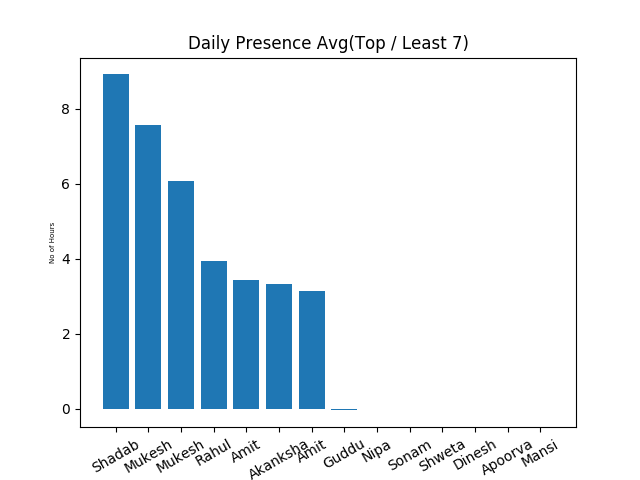 Daily Presence Avg(Top / Least 7)
No of Hours
8
6
4
2
0
Shadab
Mukesh
Mukesh
Rahul
Amit
Akanksha
Amit
Guddu
Nipa
Sonam
Shweta
Dinesh
Apoorva
Mansi